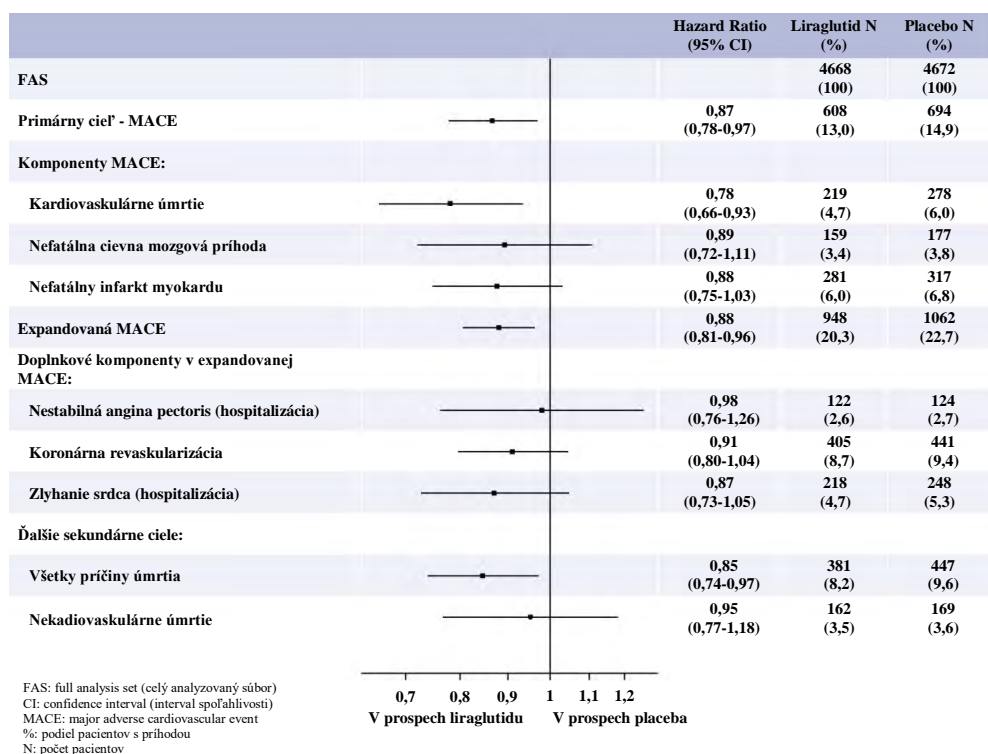 Hazard Ratio (95% CI) Liraglutid N (%) Placebo N (%)
FAS 4668 (100) 4672 (100)
Primárny cieľ - MACE 0,87 (0,78-0,97) 608 (13,0) 694 (14,9)
Komponenty MACE:
Kardiovaskulárne úmrtie 0,78 (0,66-0,93) 219 (4,7) 278 (6,0)
Nefatálna cievna mozgová príhoda 0,89 (0,72-1,11) 159 (3,4) 177 (3,8)
Nefatálny infarkt myokardu 0,88 (0,75-1,03) 281 (6,0) 317 (6,8)
Expandovaná MACE 0,88 (0,81-0,96) 948 (20,3) 1062 (22,7)
Doplnkové komponenty v expandovanej
MACE:
Nestabilná angina pectoris (hospitalizácia) 0,98 (0,76-1,26) 122 (2,6) 124 (2,7)
Koronárna revaskularizácia 0,91 (0,80-1,04) 405 (8,7) 441 (9,4)
Zlyhanie srdca (hospitalizácia) 0,87 (0,73-1,05) 218 (4,7) 248 (5,3)
Ďalšie sekundárne ciele:
Všetky príčiny úmrtia 0,85 (0,74-0,97) 381 (8,2) 447 (9,6)
Nekadiovaskulárne úmrtie 0,95 (0,77-1,18) 162 (3,5) 169 (3,6)
0,7 0,8 0,9 1 1,1 1,2
V prospech liraglutidu V prospech placeba
FAS: full analysis set (celý analyzovaný súbor)
CI: confidence interval (interval spoľahlivosti)
MACE: major adverse cardiovascular event
%: podiel pacientov s príhodou
N: počet pacientov